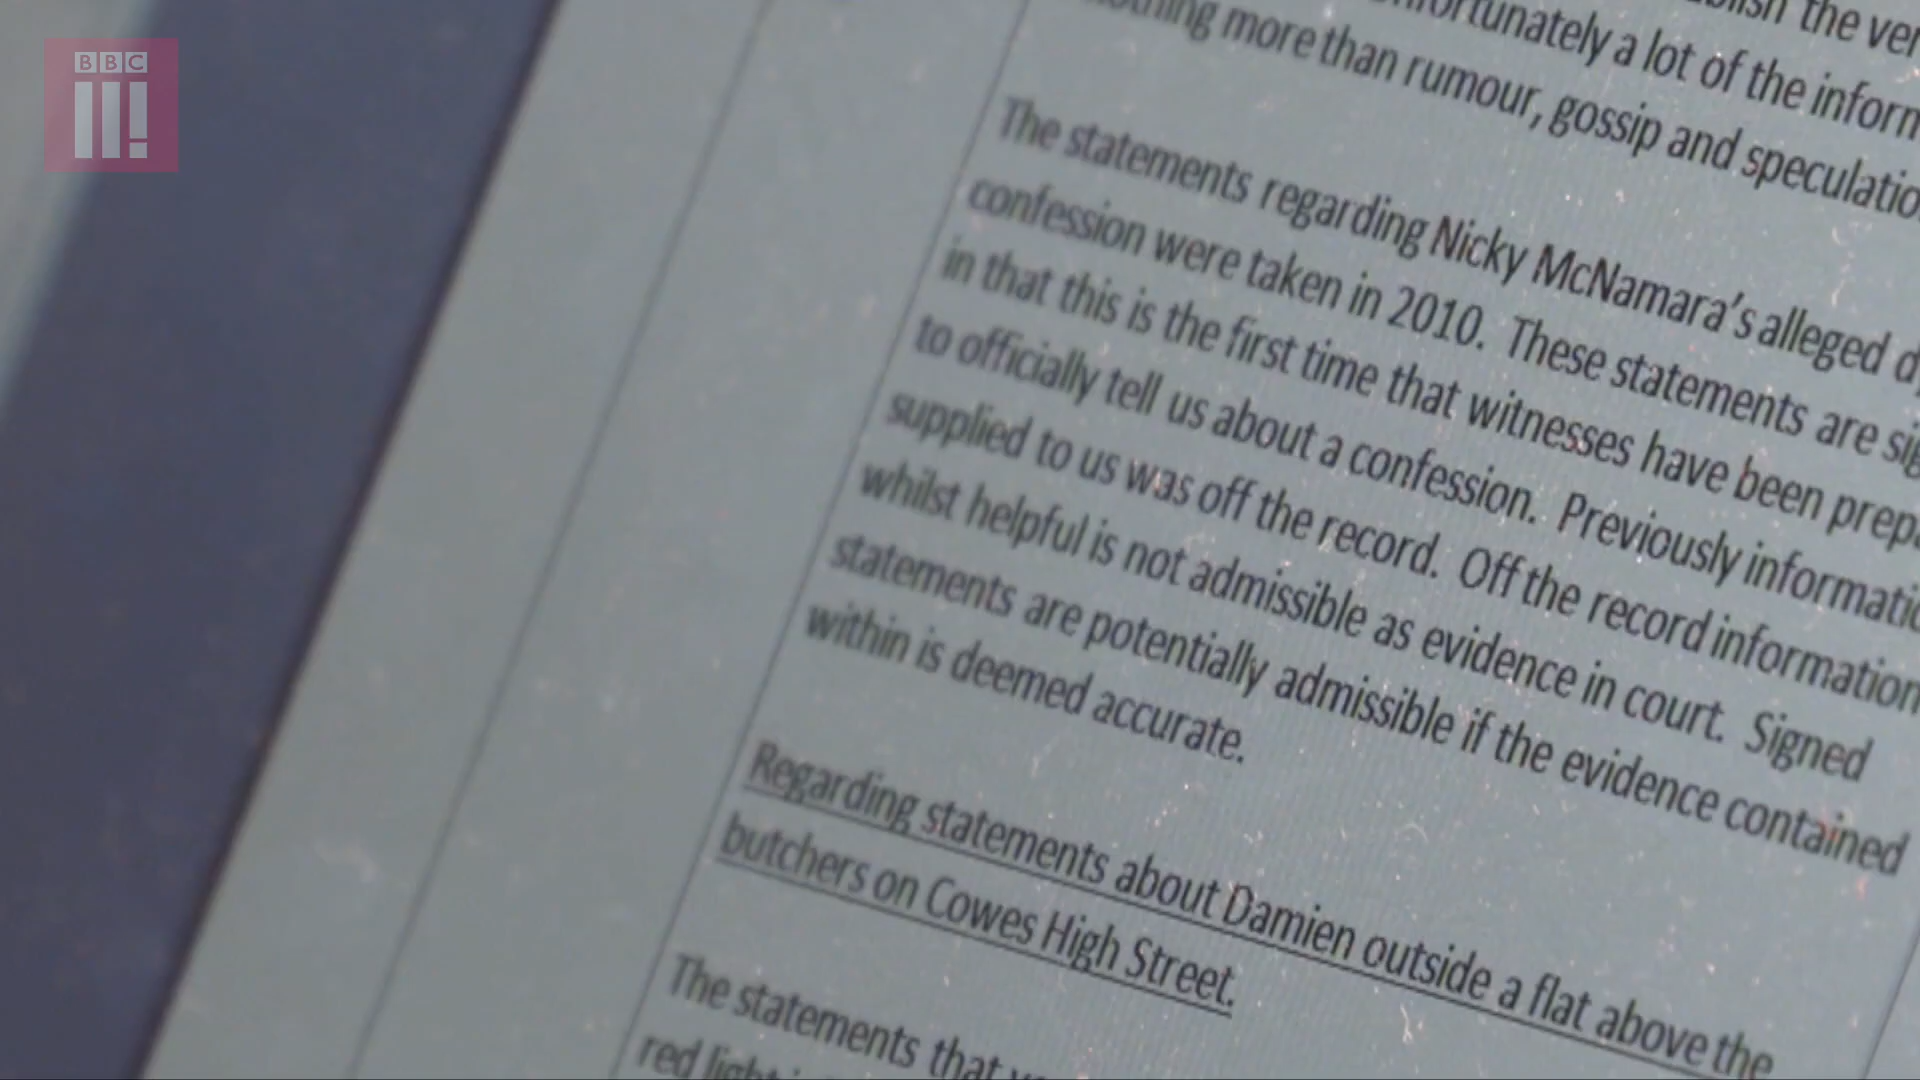 BBC
the
a lot of the
nothing more than rumour, gossip and
The statements regarding Nicky McNamara's alleged
confession were taken in 2010. These statements are
in that this is the first time that witnesses have been
to officially tell us about a confession. Previously
supplied to us was off the record. Off the record information
whilst helpful is not admissible as evidence in court. Signed
statements are potentially admissible if the evidence contained
within is deemed accurate.
Regarding statements about Damien outside a flat above the
butchers on Cowes High Street.
The statements that
red light